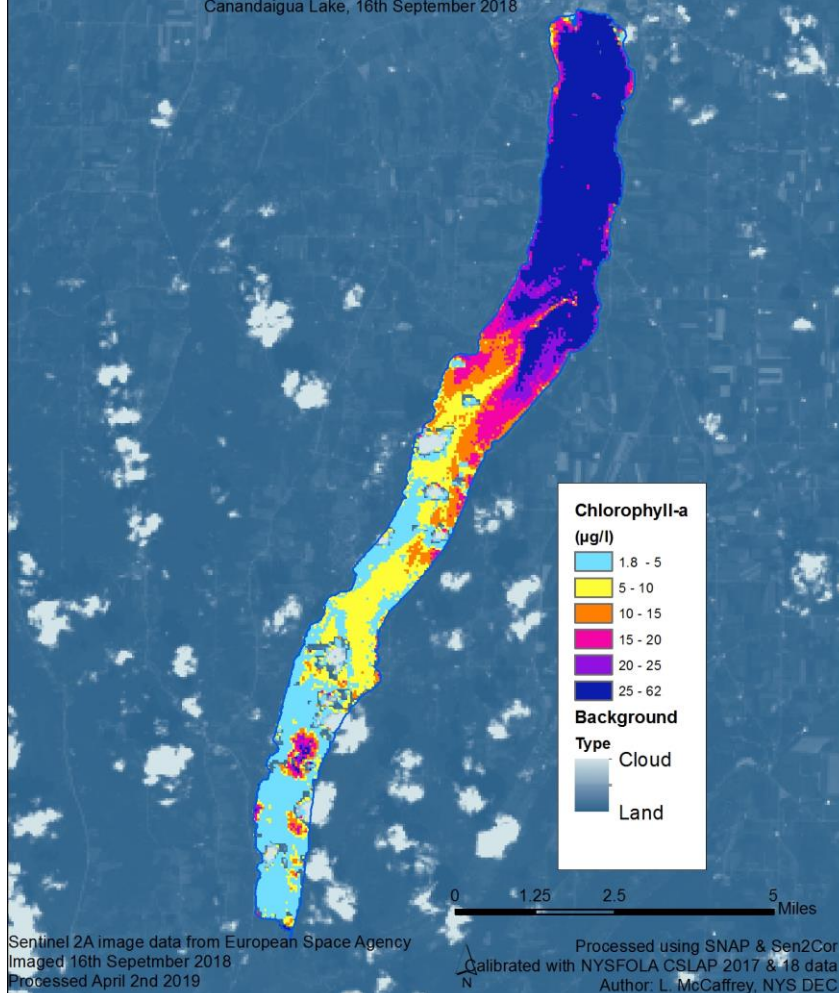 Canandaigua Lake, 16th September 2018
Chlorophyll-a
(µg/l)
1.8 - 5
5 - 10
10 - 15
15 - 20
20 - 25
25 - 62
Background
Type
Cloud
Land
0 1.25 2.5 5
Miles
Sentinel 2A image data from European Space Agency
Imaged 16th Sepetmber 2018
Processed April 2nd 2019
N
Processed using SNAP & Sen2Cor
Calibrated with NYSFOLA CSLAP 2017 & 18 data
Author: L. McCaffrey, NYS DEC